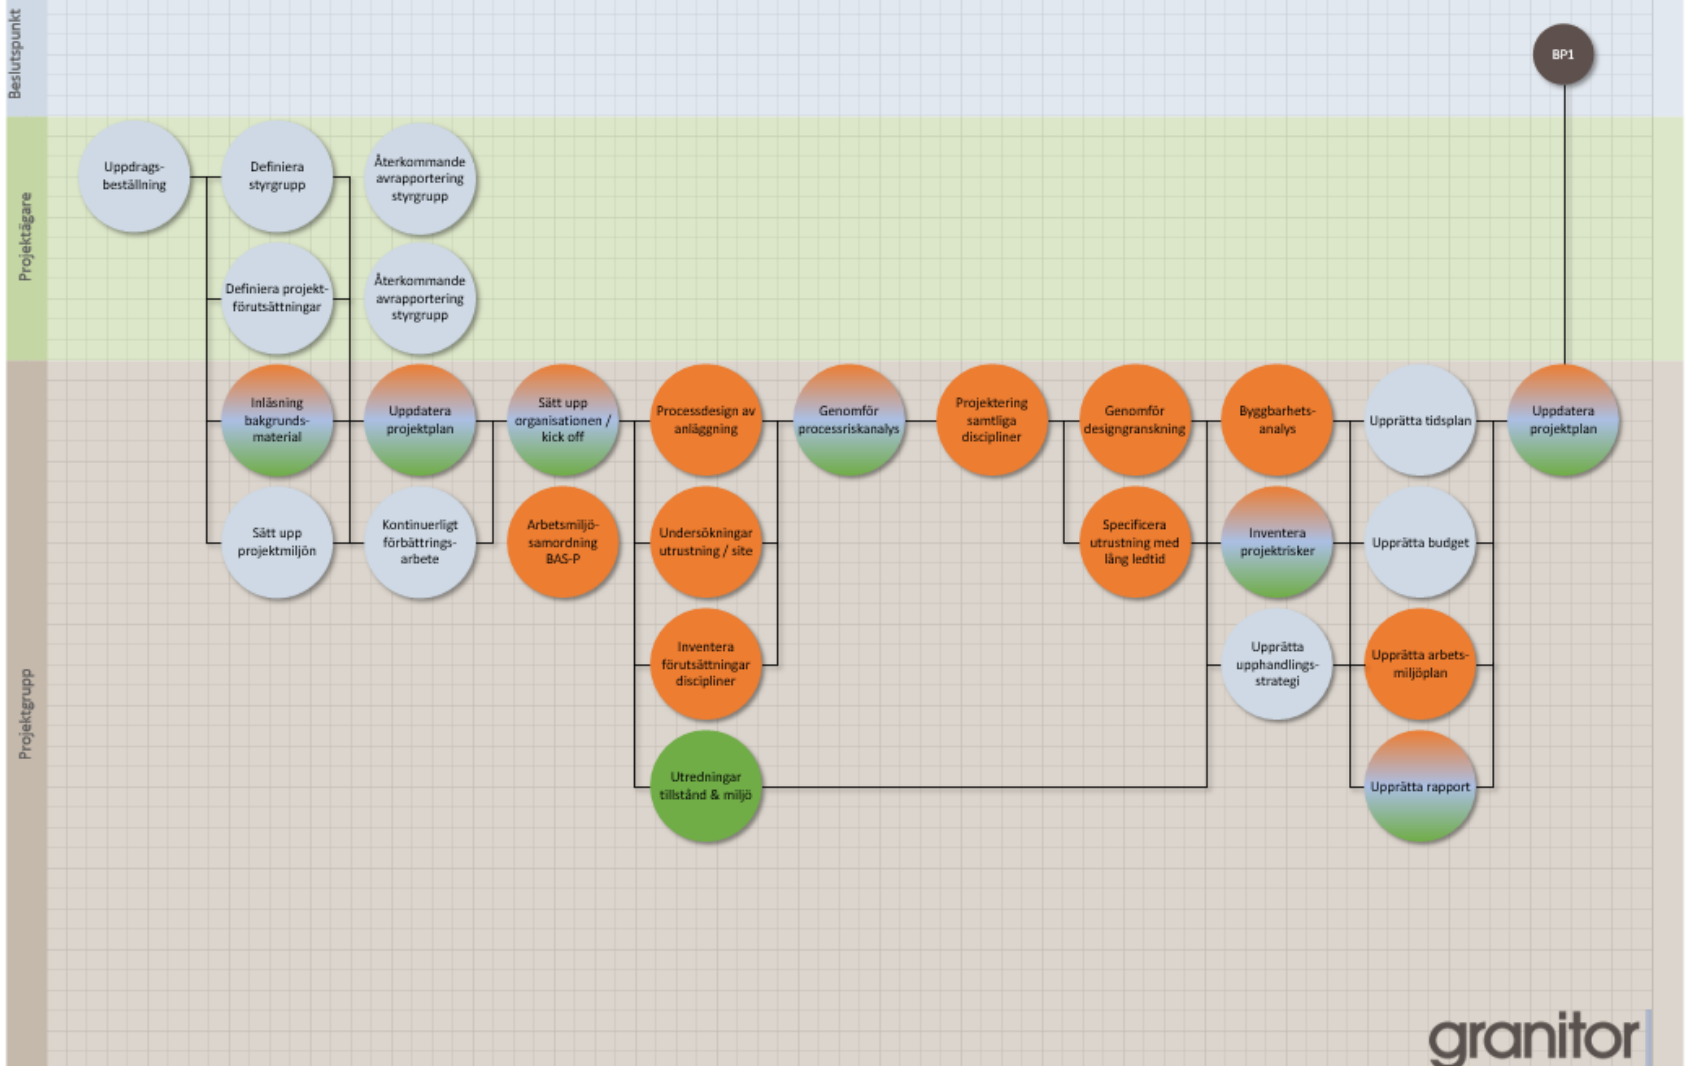 Beslutspunkt
BP1
Projektägare
Uppdrags-
beställning
Definiera
styrgrupp
Återkommande
avrapportering
styrgrupp
Definiera projekt-
förutsättningar
Återkommande
avrapportering
styrgrupp
Projektgrupp
Inläsning
bakgrunds-
material
Uppdatera
projektplan
Sätt upp
organisationen /
kick off
Processdesign av
anläggning
Genomför
processriskanalys
Projektering
samtliga
discipliner
Genomför
designgranskning
Byggbarhets-
analys
Upprätta tidsplan
Uppdatera
projektplan
Sätt upp
projektmiljön
Kontinuerligt
förbättrings-
arbete
Arbetsmiljö-
samordning
BAS-P
Undersökningar
utrustning / site
Specificera
utrustning med
lång ledtid
Inventera
projektrisker
Upprätta budget
Inventera
förutsättningar
discipliner
Upprätta
upphandlings-
strategi
Upprätta arbets-
miljöplan
Utredningar
tillstånd & miljö
Upprätta rapport
granitor